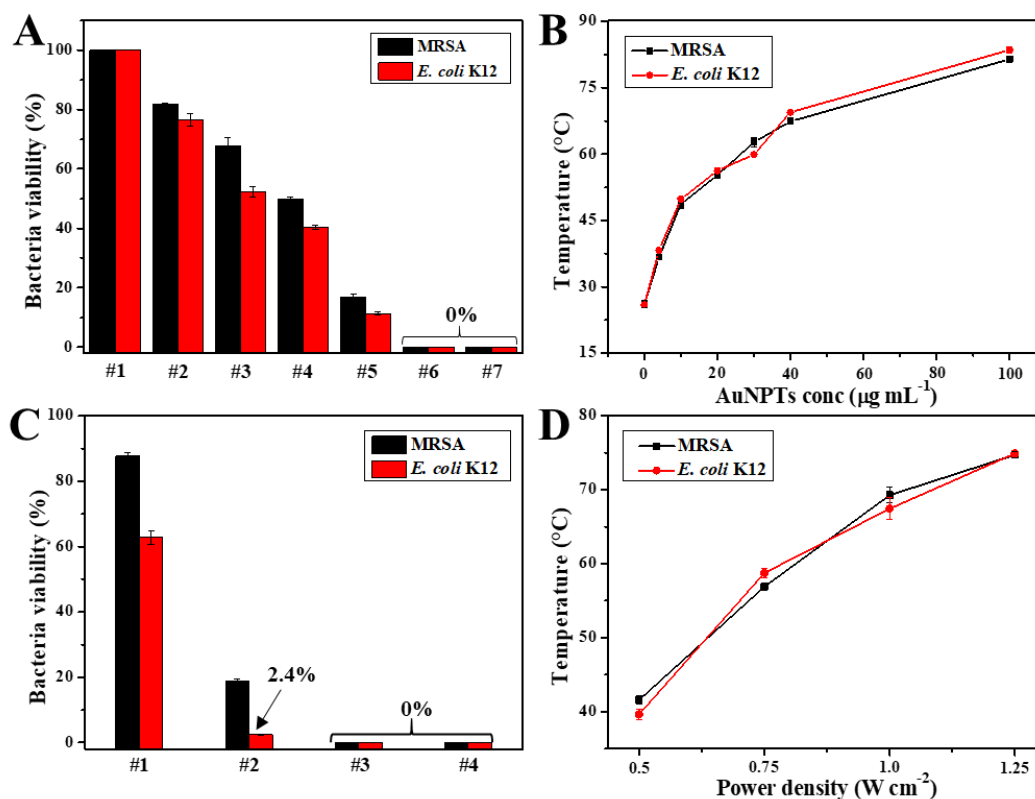 A
Bacteria viability (%)
100
80
60
40
20
0
MRSA
E. coli K12
0%
#1 #2 #3 #4 #5 #6 #7
B
Temperature (°C)
90
75
60
45
30
15
MRSA
E. coli K12
0 20 40 60 80 100
AuNPTs conc (µg mL⁻¹)
C
Bacteria viability (%)
100
80
60
40
20
0
MRSA
E. coli K12
2.4%
0%
#1 #2 #3 #4
D
Temperature (°C)
80
70
60
50
40
MRSA
E. coli K12
0.5 0.75 1.0 1.25
Power density (W cm⁻²)